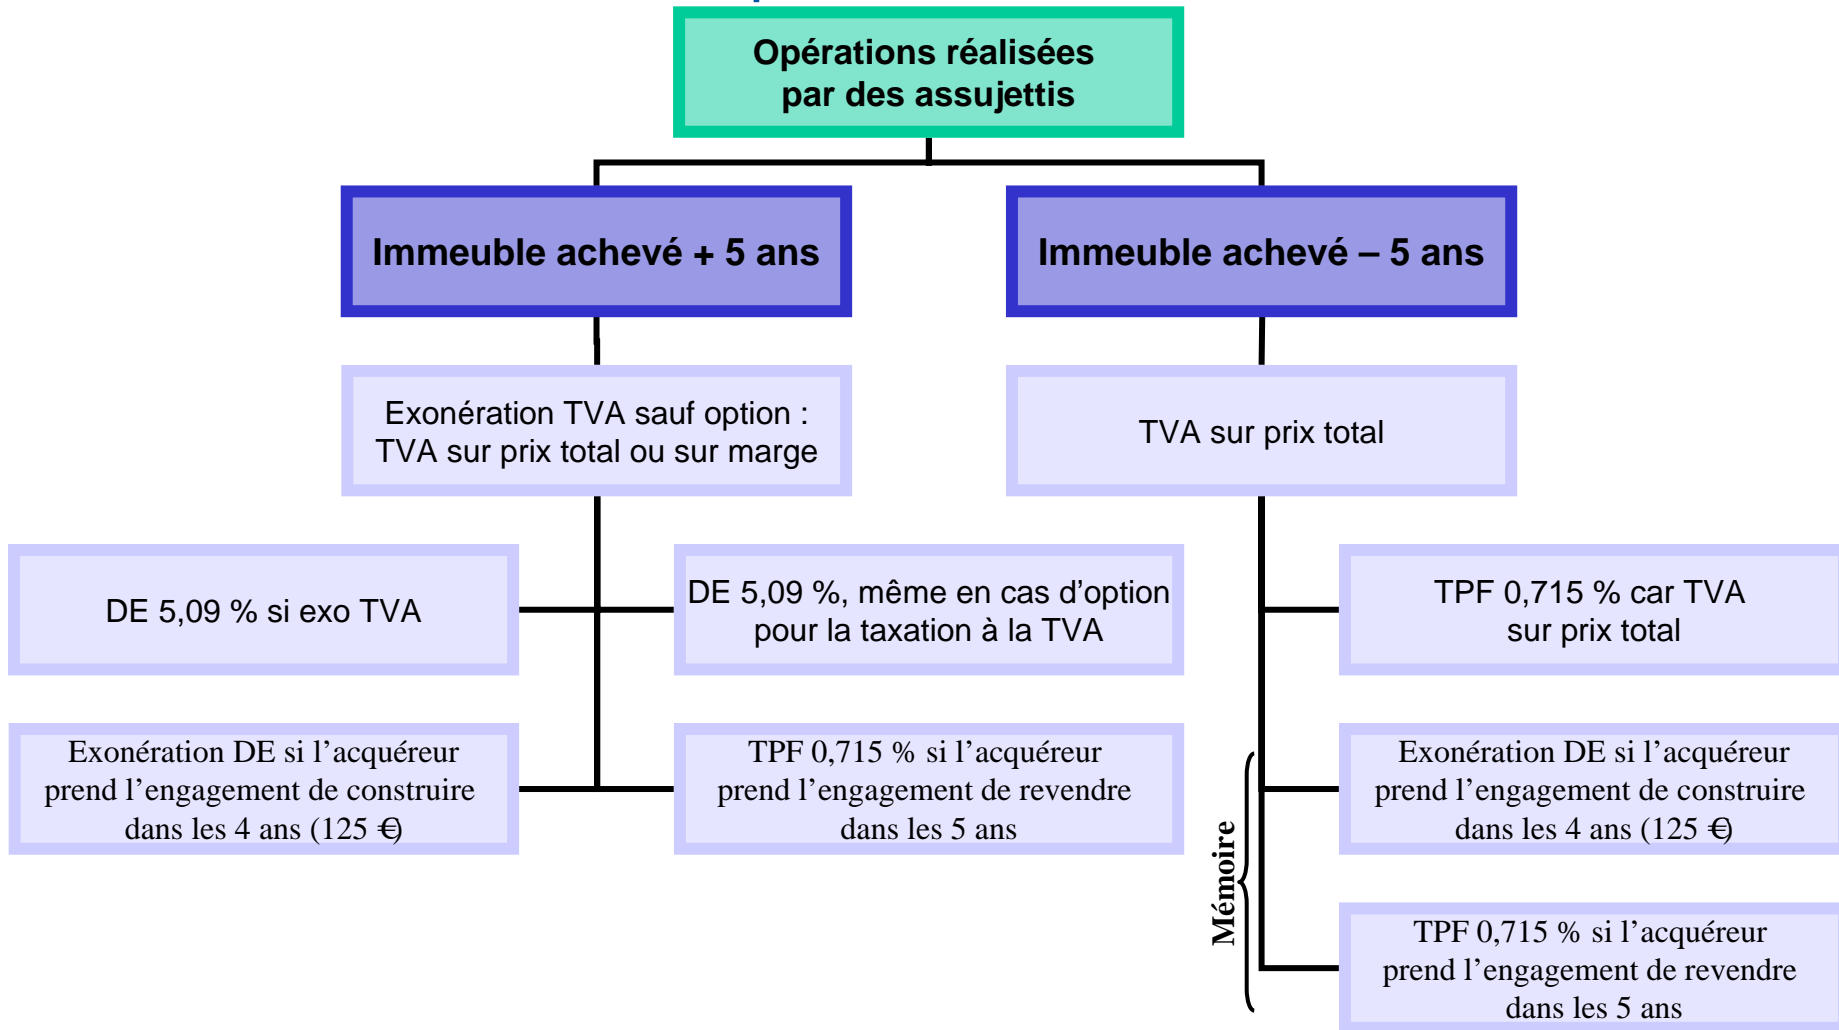 Opérations réalisées
par des assujettis
Immeuble achevé + 5 ans
Immeuble achevé – 5 ans
Exonération TVA sauf option :
TVA sur prix total ou sur marge
TVA sur prix total
DE 5,09 % si exo TVA
DE 5,09 %, même en cas d’option
pour la taxation à la TVA
TPF 0,715 % car TVA
sur prix total
Exonération DE si l’acquéreur
prend l’engagement de construire
dans les 4 ans (125 €)
TPF 0,715 % si l’acquéreur
prend l’engagement de revendre
dans les 5 ans
Mémoire
Exonération DE si l’acquéreur
prend l’engagement de construire
dans les 4 ans (125 €)
TPF 0,715 % si l’acquéreur
prend l’engagement de revendre
dans les 5 ans